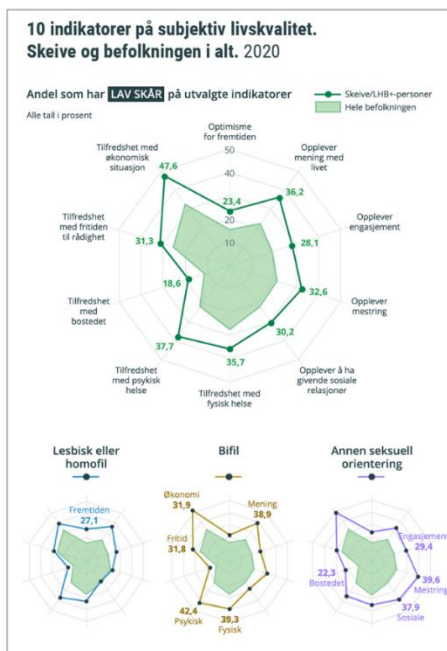 10 indikatorer på subjektiv livskvalitet.
Skeive og befolkningen i alt. 2020
Andel som har LAV SKÅR på utvalgte indikatorer
Alle tall i prosent
Skeive/LHB+-personer
Hele befolkningen
Optimisme
for fremtiden
50
40
20
10
23,4
Opplever
mening med
livet
36,2
Opplever
engasjement
28,1
Opplever
mestring
32,6
Opplever å ha
givende sosiale
relasjoner
30,2
Tilfredshet med
fysisk helse
35,7
Tilfredshet
med psykisk
helse
37,7
Tilfredshet
med
bostedet
18,6
Tilfredshet
med fritiden
til rådighet
31,3
Tilfredshet med
økonomisk
situasjon
47,6
Lesbisk eller
homofil
Fremtiden
27,1
Bifil
Økonomi
31,9
Mening
38,9
Fritid
31,8
42,4
Psykisk
39,3
Fysisk
Annen seksuell
orientering
Engasjement
29,4
22,3
Bostedet
39,6
Mestring
37,9
Sosiale